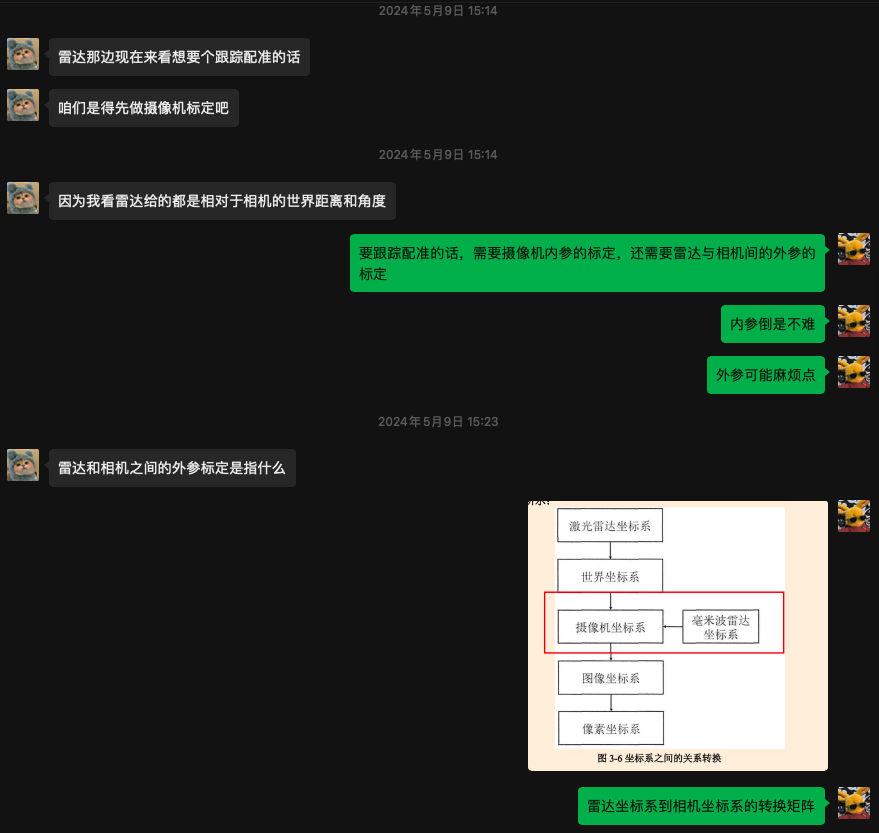 2024年5月9日 15:14
雷达那边现在来看想要个跟踪配准的话
咱们是得先做摄像机标定吧
2024年5月9日 15:14
因为我看雷达给的都是相对于相机的世界距离和角度
要跟踪配准的话，需要摄像机内参的标定，还需要雷达与相机间的外参的
标定
内参倒是不难
外参可能麻烦点
2024年5月9日 15:23
雷达和相机之间的外参标定是指什么
激光雷达坐标系
世界坐标系
摄像机坐标系
毫米波雷达
坐标系
图像坐标系
像素坐标系
图 3-6 坐标系之间的关系转换
雷达坐标系到相机坐标系的转换矩阵